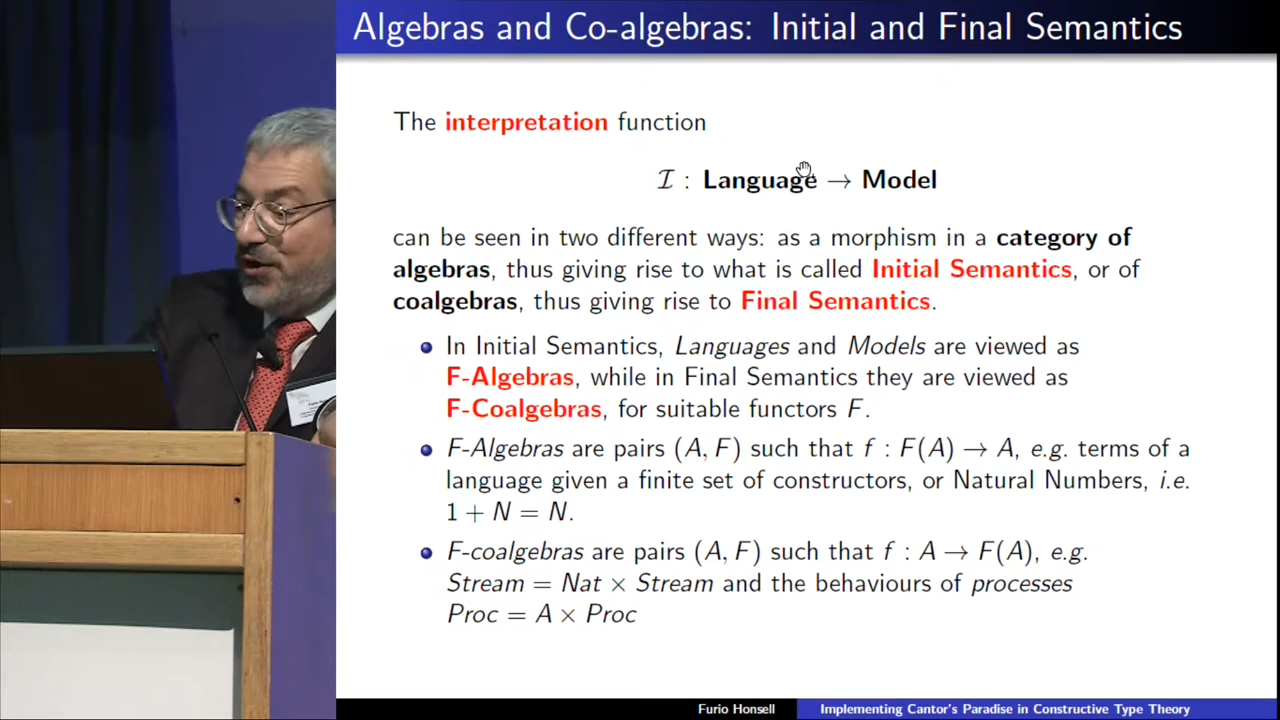 Algebras and Co-algebras: Initial and Final Semantics
The interpretation function
ℐ : Language → Model
can be seen in two different ways: as a morphism in a category of
algebras, thus giving rise to what is called Initial Semantics, or of
coalgebras, thus giving rise to Final Semantics.
In Initial Semantics, Languages and Models are viewed as
F-Algebras, while in Final Semantics they are viewed as
F-Coalgebras, for suitable functors F.
F-Algebras are pairs (A, F) such that f : F(A) → A, e.g. terms of a
language given a finite set of constructors, or Natural Numbers, i.e.
1 + N = N.
F-coalgebras are pairs (A, F) such that f : A → F(A), e.g.
Stream = Nat × Stream and the behaviours of processes
Proc = A × Proc
Furio Honsell
Implementing Cantor's Paradise in Constructive Type Theory